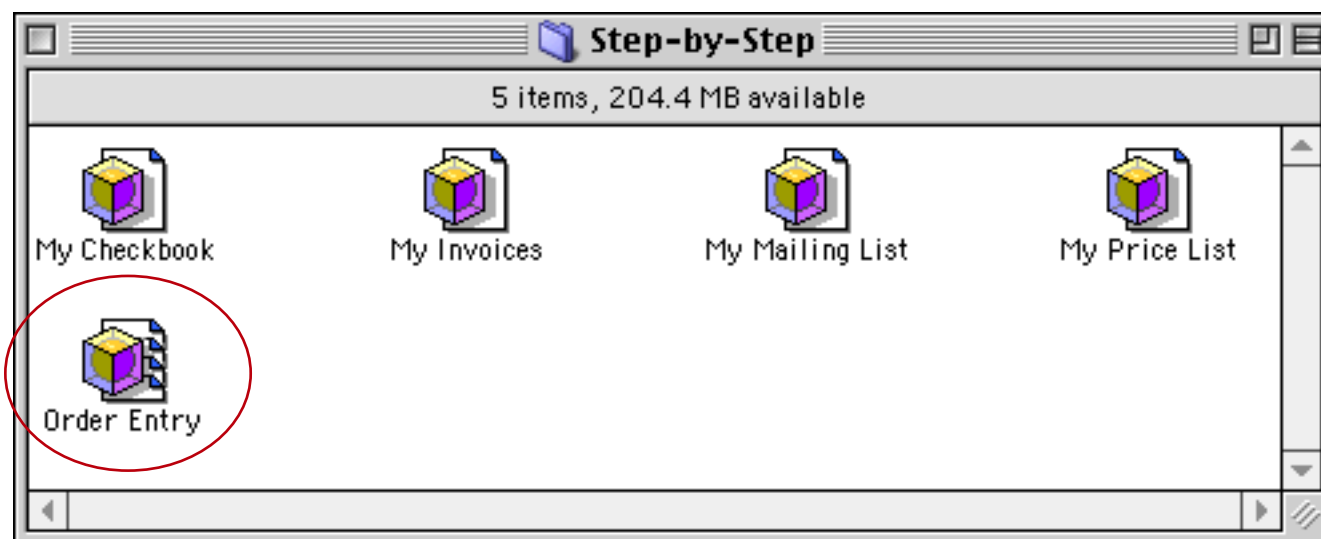 Step-by-Step
5 items, 204.4 MB available
My Checkbook
My Invoices
My Mailing List
My Price List
Order Entry